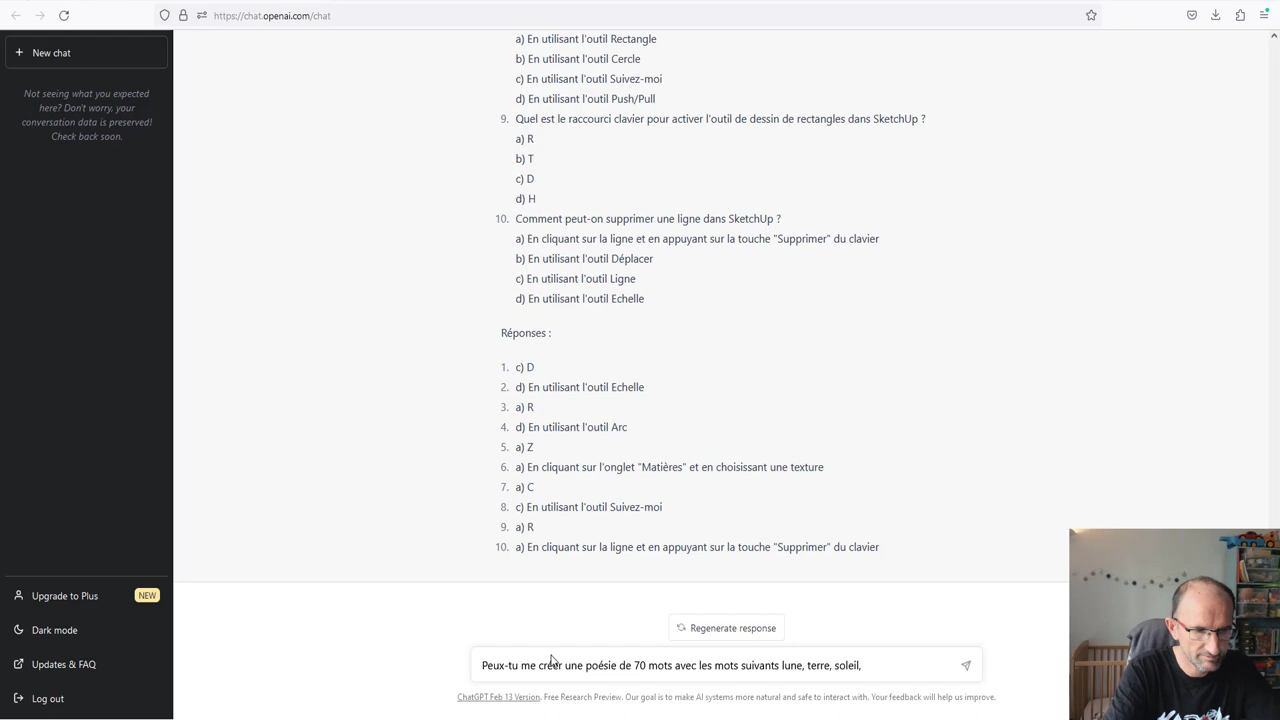 https://chat.openai.com/chat
New chat
Not seeing what you expected
here? Don't worry, your
conversation data is preserved!
Check back soon.
a) En utilisant l'outil Rectangle
b) En utilisant l'outil Cercle
c) En utilisant l'outil Suivez-moi
d) En utilisant l'outil Push/Pull
9. Quel est le raccourci clavier pour activer l'outil de dessin de rectangles dans SketchUp ?
a) R
b) T
c) D
d) H
10. Comment peut-on supprimer une ligne dans SketchUp ?
a) En cliquant sur la ligne et en appuyant sur la touche "Supprimer" du clavier
b) En utilisant l'outil Déplacer
c) En utilisant l'outil Ligne
d) En utilisant l'outil Echelle
Réponses :
1. c) D
2. d) En utilisant l'outil Echelle
3. a) R
4. d) En utilisant l'outil Arc
5. a) Z
6. a) En cliquant sur l'onglet "Matières" et en choisissant une texture
7. a) C
8. c) En utilisant l'outil Suivez-moi
9. a) R
10. a) En cliquant sur la ligne et en appuyant sur la touche "Supprimer" du clavier
Upgrade to Plus NEW
Dark mode
Updates & FAQ
Log out
Regenerate response
Peux-tu me créer une poésie de 70 mots avec les mots suivants lune, terre, soleil,
ChatGPT Feb 13 Version. Free Research Preview. Our goal is to make AI systems more natural and safe to interact with. Your feedback will help us improve.